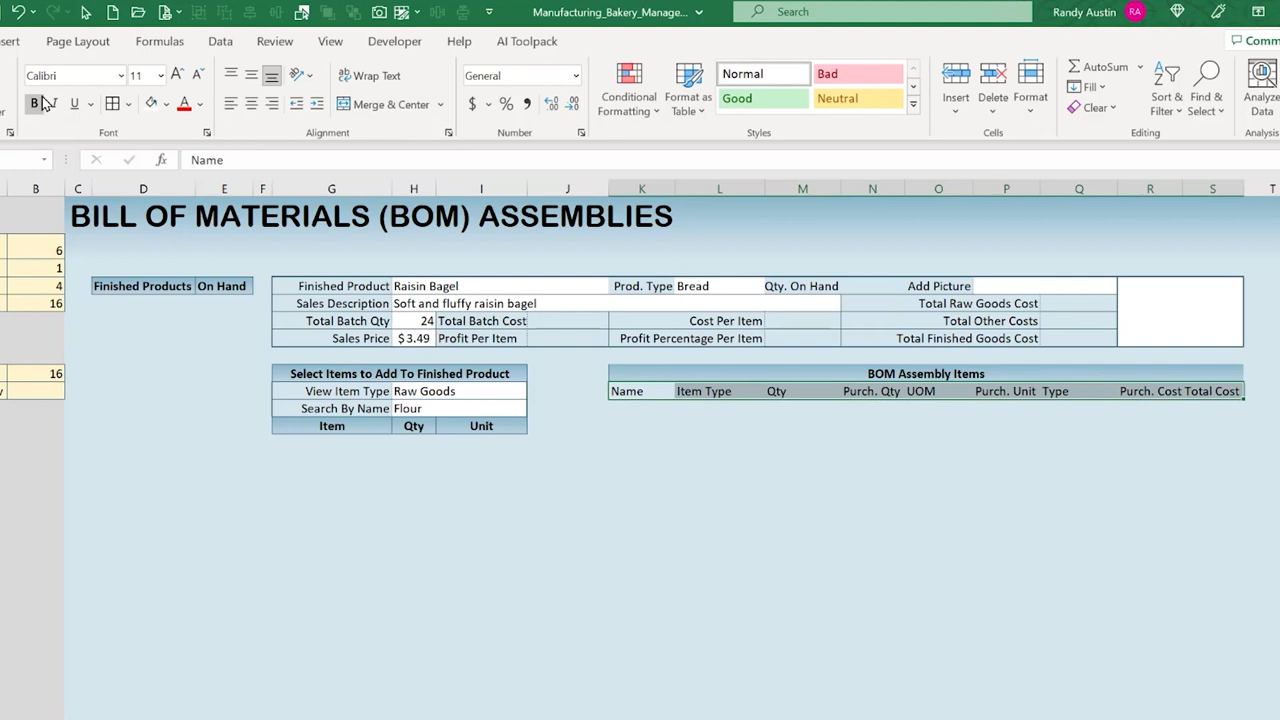 Manufacturing_Bakery_Manage...
Search
Randy Austin
RA
Page Layout
Formulas
Data
Review
View
Developer
Help
AI Toolpack
Comm
Calibri
11
Wrap Text
General
Normal
Bad
AutoSum
B
U
A
Merge & Center
$
%
Good
Neutral
Fill
Clear
Conditional
Formatting
Format as
Table
Insert
Delete
Format
Sort &
Filter
Find &
Select
Analyze
Data
Font
Alignment
Number
Styles
Cells
Editing
Analysis
fx
Name
B C D E F G H I J K L M N O P Q R S T
BILL OF MATERIALS (BOM) ASSEMBLIES
6
1
4 Finished Products On Hand Finished Product Raisin Bagel Prod. Type Bread Qty. On Hand Add Picture
16 Sales Description Soft and fluffy raisin bagel Total Raw Goods Cost
Total Batch Qty 24 Total Batch Cost Cost Per Item Total Other Costs
Sales Price $3.49 Profit Per Item Profit Percentage Per Item Total Finished Goods Cost
16 Select Items to Add To Finished Product BOM Assembly Items
View Item Type Raw Goods Name Item Type Qty Purch. Qty UOM Purch. Unit Type Purch. Cost Total Cost
Search By Name Flour
Item Qty Unit